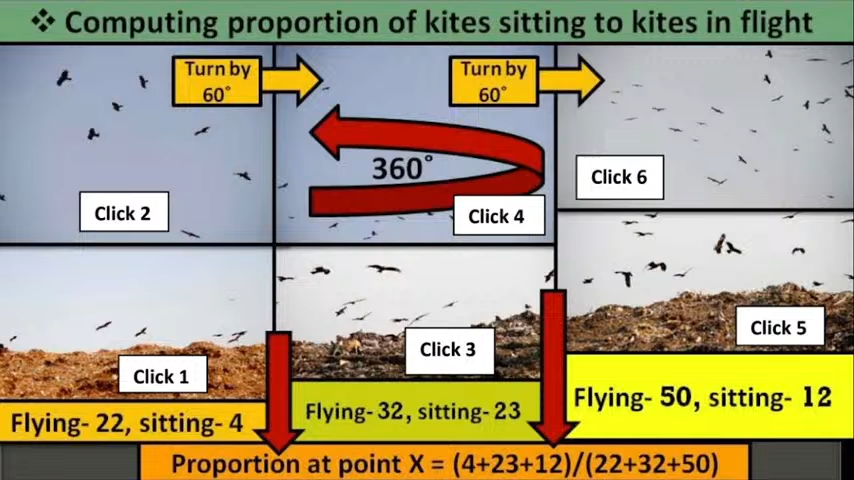 ❖ Computing proportion of kites sitting to kites in flight
Turn by
60°
Turn by
60°
360°
Click 2
Click 4
Click 6
Click 1
Click 3
Click 5
Flying- 22, sitting- 4
Flying- 32, sitting- 23
Flying- 50, sitting- 12
Proportion at point X = (4+23+12)/(22+32+50)